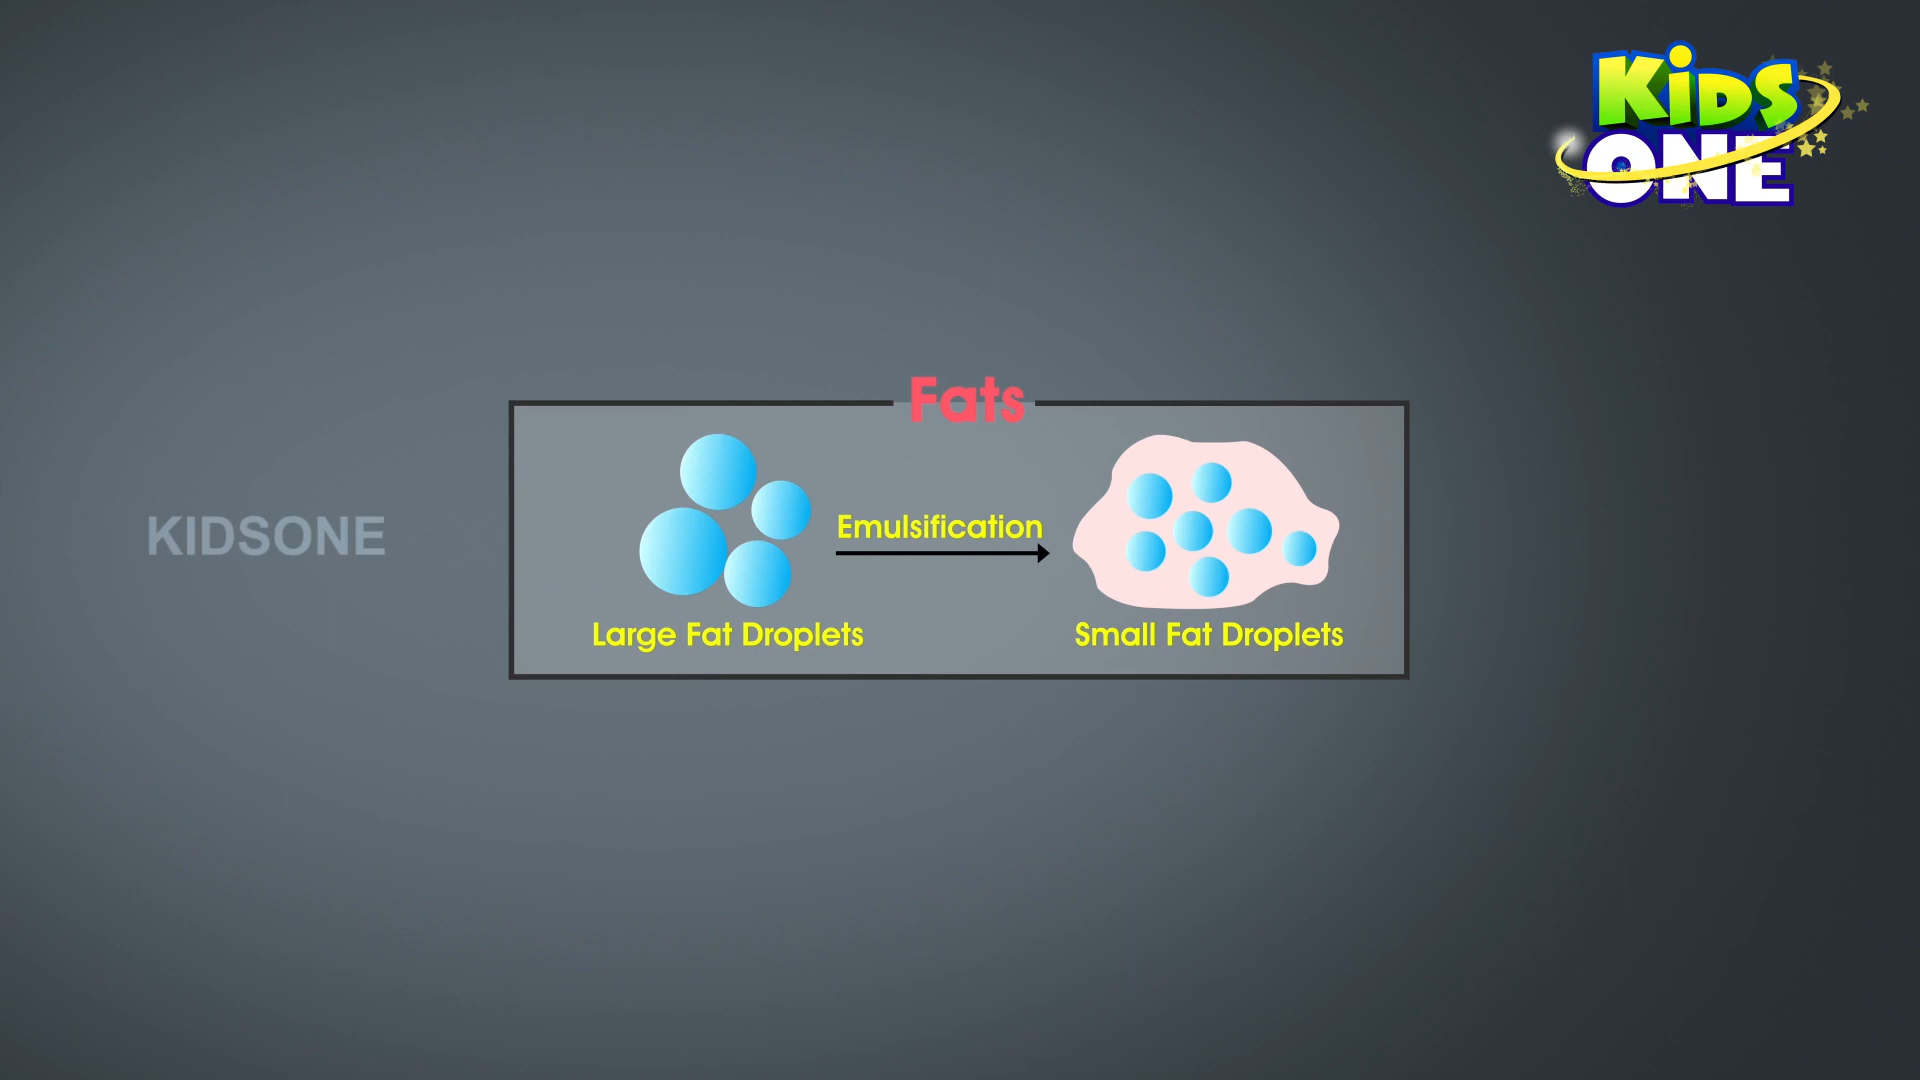 KiDS
ONE
Fats
KIDSONE
Emulsification
Large Fat Droplets
Small Fat Droplets